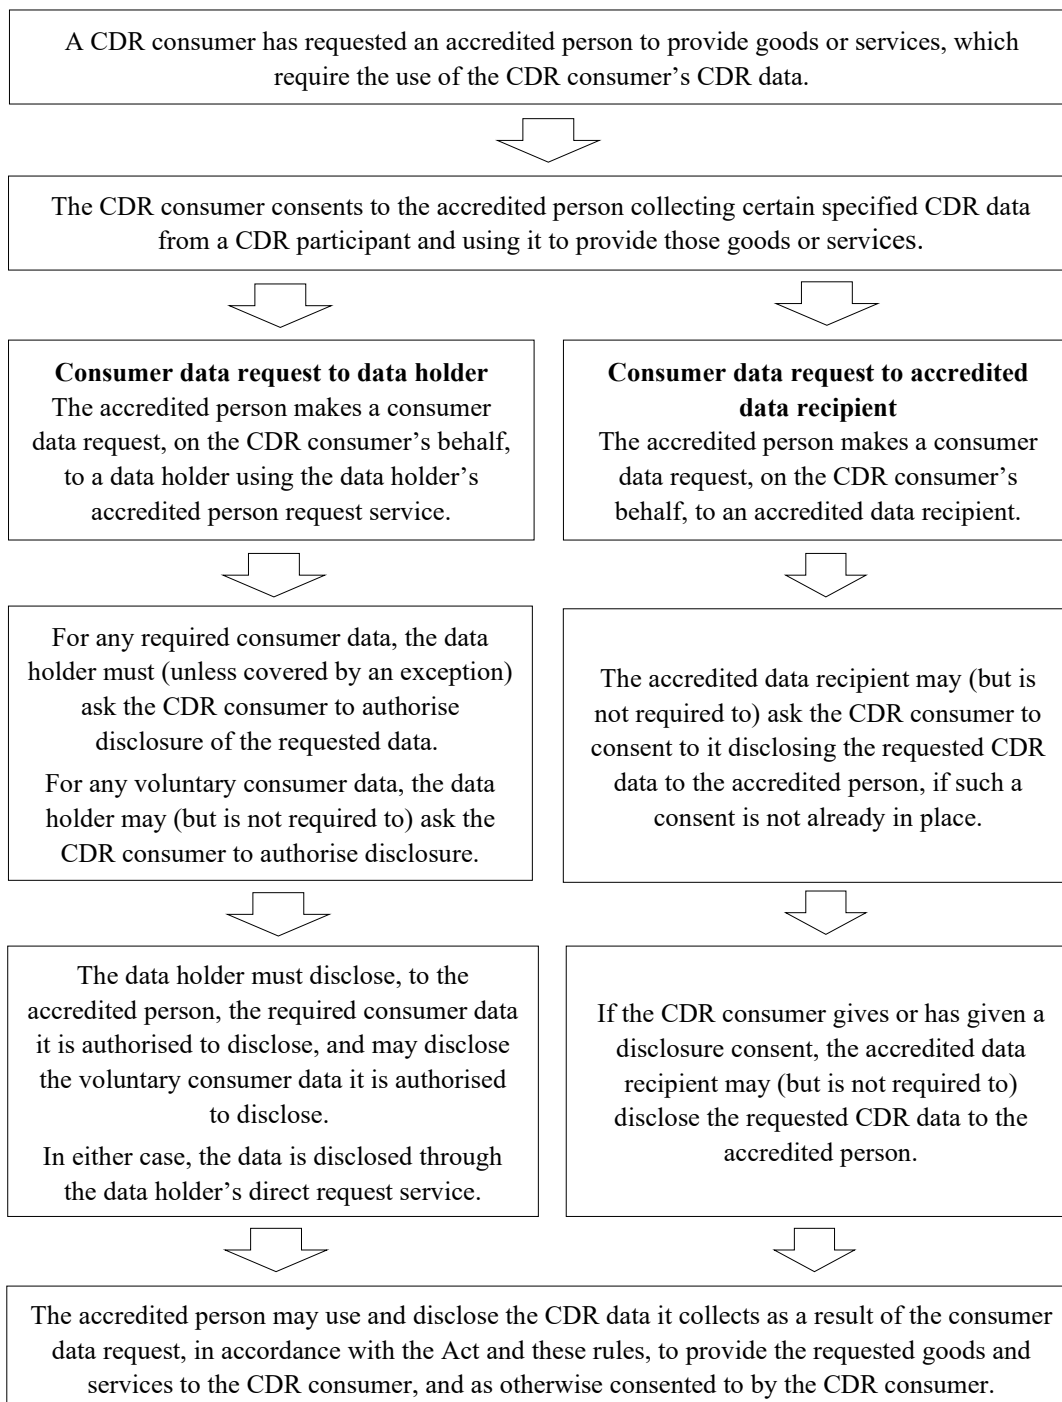 A CDR consumer has requested an accredited person to provide goods or services, which
require the use of the CDR consumer’s CDR data.
The CDR consumer consents to the accredited person collecting certain specified CDR data
from a CDR participant and using it to provide those goods or services.
Consumer data request to data holder
The accredited person makes a consumer
data request, on the CDR consumer’s behalf,
to a data holder using the data holder’s
accredited person request service.
Consumer data request to accredited
data recipient
The accredited person makes a consumer
data request, on the CDR consumer’s
behalf, to an accredited data recipient.
For any required consumer data, the data
holder must (unless covered by an exception)
ask the CDR consumer to authorise
disclosure of the requested data.
For any voluntary consumer data, the data
holder may (but is not required to) ask the
CDR consumer to authorise disclosure.
The accredited data recipient may (but is
not required to) ask the CDR consumer to
consent to it disclosing the requested CDR
data to the accredited person, if such a
consent is not already in place.
The data holder must disclose, to the
accredited person, the required consumer data
it is authorised to disclose, and may disclose
the voluntary consumer data it is authorised
to disclose.
In either case, the data is disclosed through
the data holder’s direct request service.
If the CDR consumer gives or has given a
disclosure consent, the accredited data
recipient may (but is not required to)
disclose the requested CDR data to the
accredited person.
The accredited person may use and disclose the CDR data it collects as a result of the consumer
data request, in accordance with the Act and these rules, to provide the requested goods and
services to the CDR consumer, and as otherwise consented to by the CDR consumer.